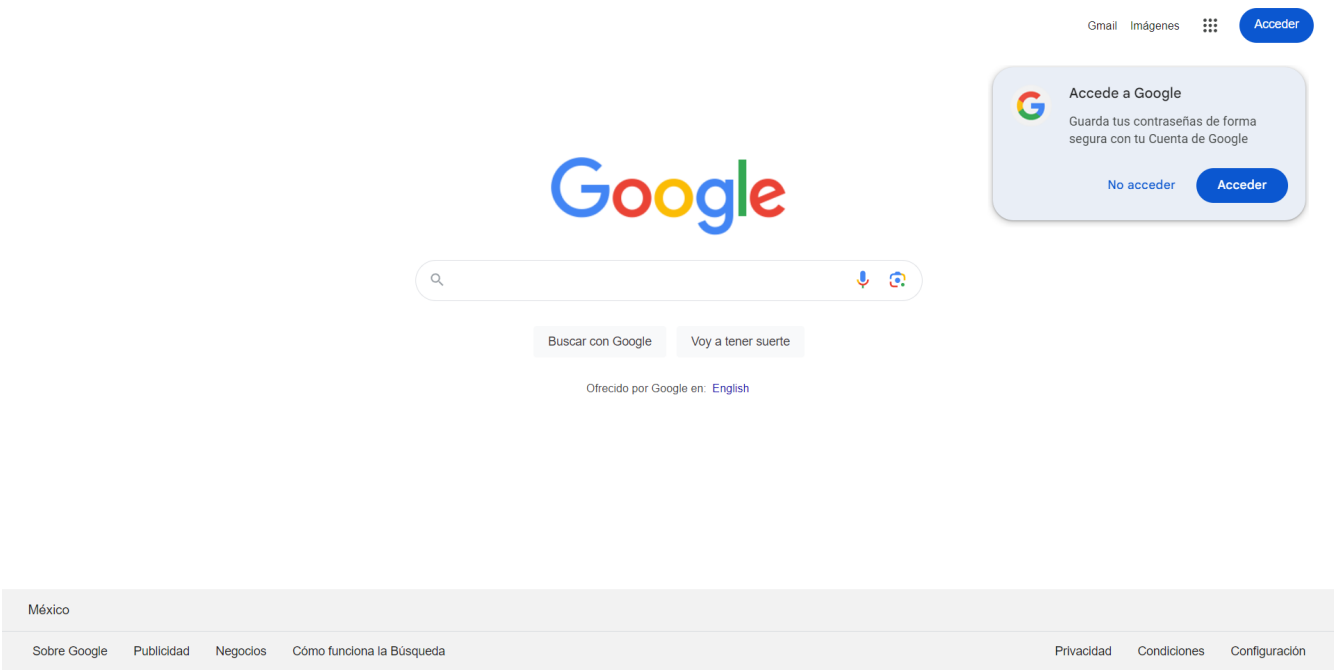 Gmail Imágenes Acceder
Accede a Google
Guarda tus contraseñas de forma
segura con tu Cuenta de Google
No acceder Acceder
Google
Buscar con Google Voy a tener suerte
Ofrecido por Google en: English
México
Sobre Google Publicidad Negocios Cómo funciona la Búsqueda Privacidad Condiciones Configuración